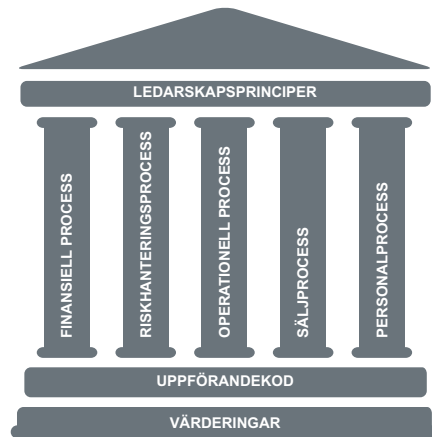 LEDARSKAPSPRINCIPER
FINANSIELL PROCESS
RISKHANTERINGSPROCESS
OPERATIONELL PROCESS
SÄLJPROCESS
PERSONALPROCESS
UPPFÖRANDEKOD
VÄRDERINGAR